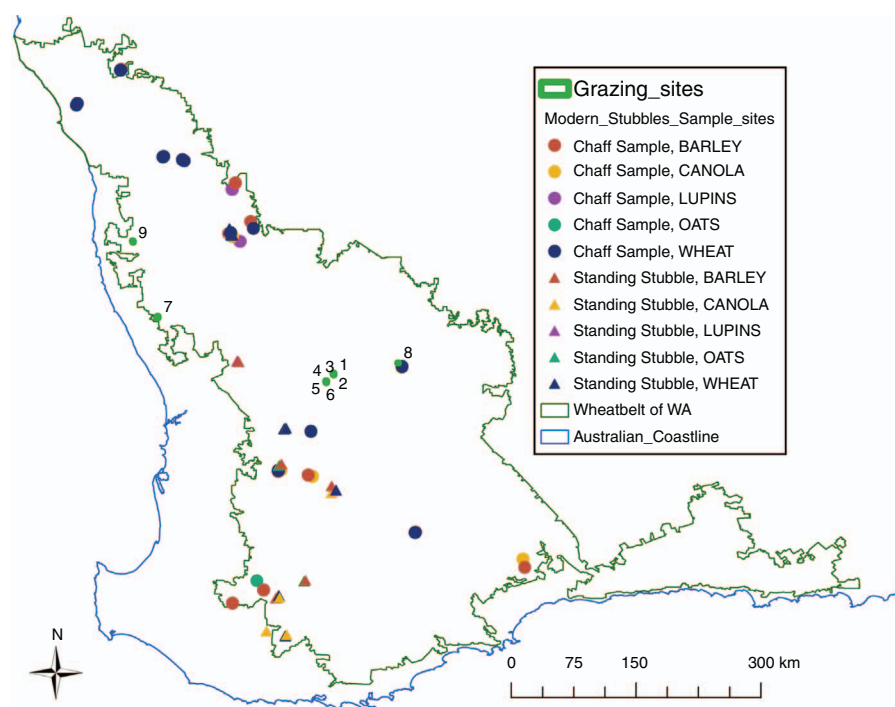 Grazing_sites
Modern_Stubbles_Sample_sites
Chaff Sample, BARLEY
Chaff Sample, CANOLA
Chaff Sample, LUPINS
Chaff Sample, OATS
Chaff Sample, WHEAT
Standing Stubble, BARLEY
Standing Stubble, CANOLA
Standing Stubble, LUPINS
Standing Stubble, OATS
Standing Stubble, WHEAT
Wheatbelt of WA
Australian_Coastline
9
7
8
4 3 1
5 2
6
N
0 75 150 300 km